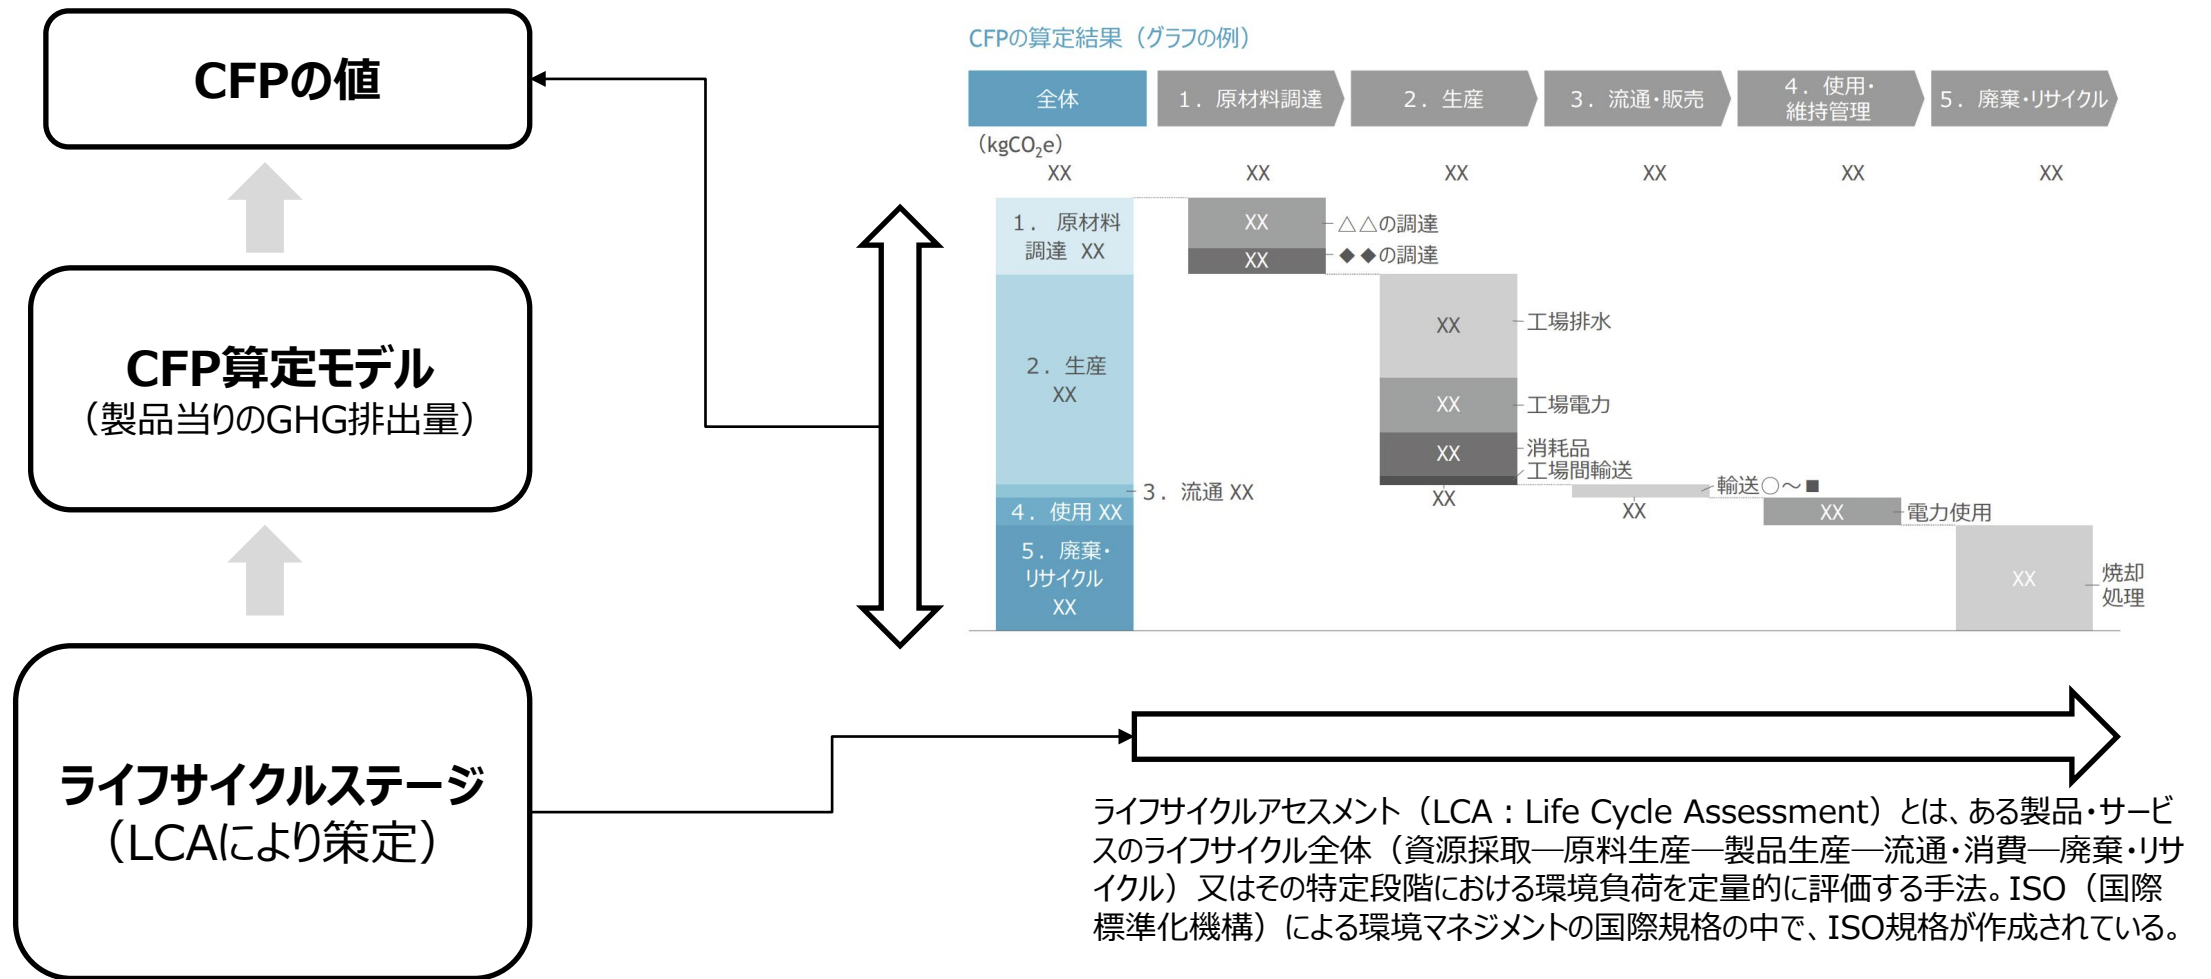 CFPの値
CFP算定モデル
（製品当りのGHG排出量）
ライフサイクルステージ
（LCAにより策定）
CFPの算定結果（グラフの例）
全体
1．原材料調達
2．生産
3．流通・販売
4．使用・
維持管理
5．廃棄・リサイクル
（kgCO₂e）
XX XX XX XX XX XX
1．原材料
調達 XX
2．生産
XX
3．流通 XX
4．使用 XX
5．廃棄・
リサイクル
XX
XX
△△の調達
XX
◆◆の調達
XX
工場排水
XX
工場電力
XX
消耗品
工場間輸送
XX
輸送○～■
XX
XX
電力使用
XX
焼却
処理
ライフサイクルアセスメント（LCA：Life Cycle Assessment）とは、ある製品・サービ
スのライフサイクル全体（資源採取―原料生産―製品生産―流通・消費―廃棄・リサ
イクル）又はその特定段階における環境負荷を定量的に評価する手法。ISO（国際
標準化機構）による環境マネジメントの国際規格の中で、ISO規格が作成されている。